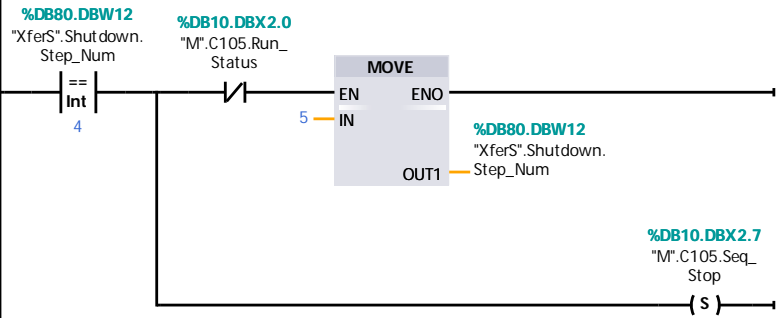 %DB80.DBW12
"XferS".Shutdown.
Step_Num
==
Int
4
%DB10.DBX2.0
"M".C105.Run_
Status
MOVE
EN ENO
5 IN
%DB80.DBW12
"XferS".Shutdown.
OUT1 Step_Num
%DB10.DBX2.7
"M".C105.Seq_
Stop
S